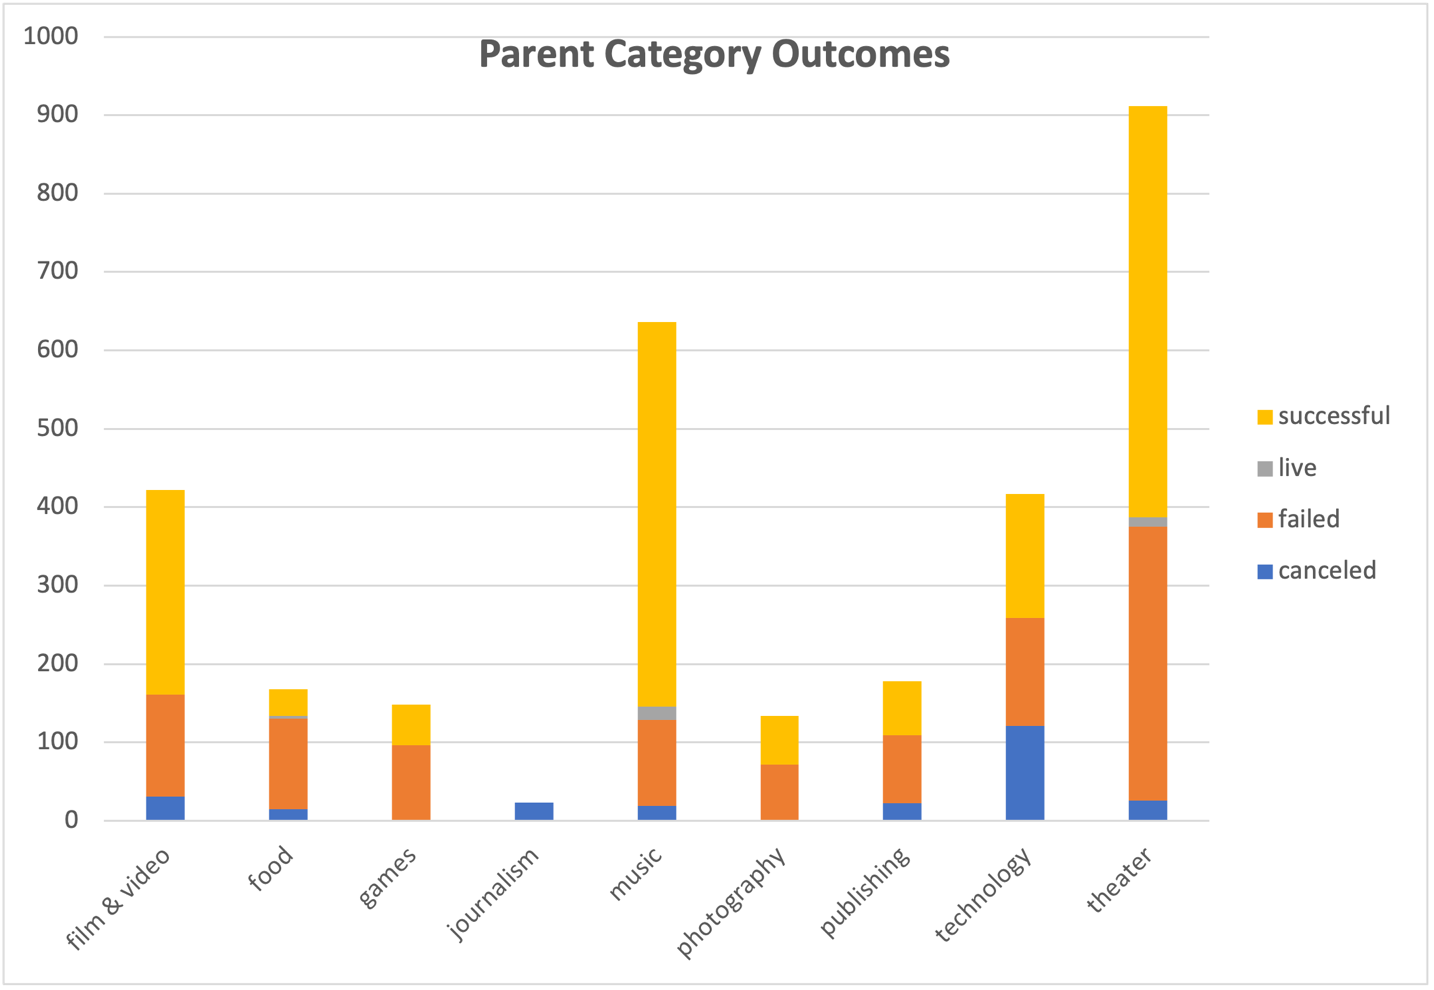 Parent Category Outcomes
1000
900
800
700
600
500
400
300
200
100
0
film & video
food
games
journalism
music
photography
publishing
technology
theater
successful
live
failed
canceled